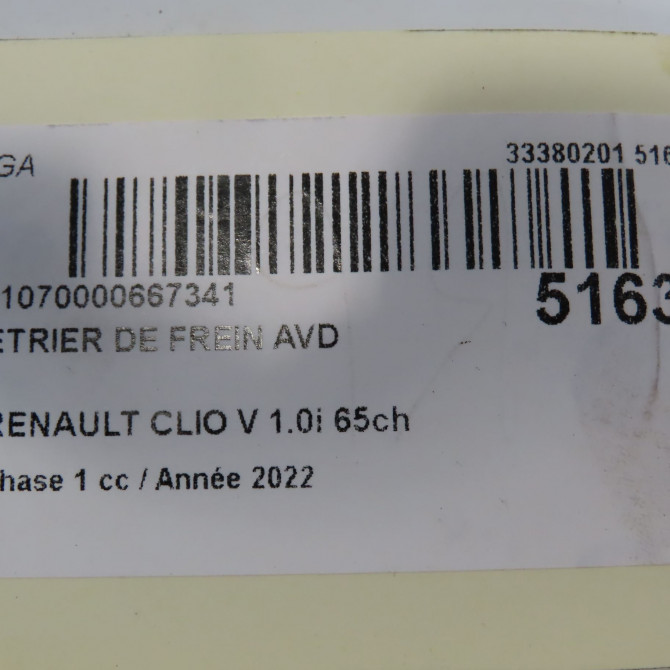 GA
33380201 516
1070000667341
5163
ETRIER DE FREIN AVD
RENAULT CLIO V 1.0i 65ch
hase 1 cc / Année 2022